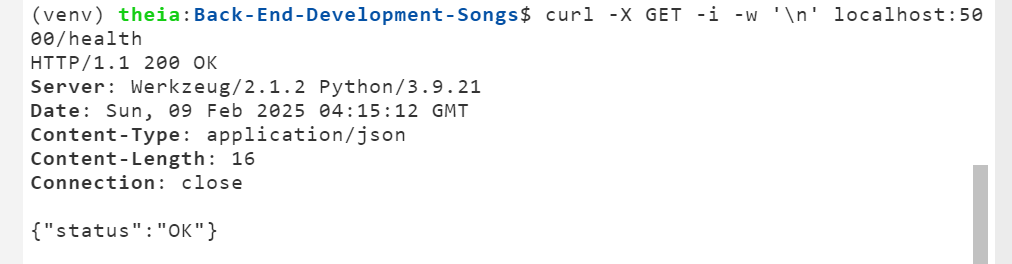 (venv) theia:Back-End-Development-Songs$ curl -X GET -i -w '\n' localhost:50
00/health
HTTP/1.1 200 OK
Server: Werkzeug/2.1.2 Python/3.9.21
Date: Sun, 09 Feb 2025 04:15:12 GMT
Content-Type: application/json
Content-Length: 16
Connection: close

{"status":"OK"}